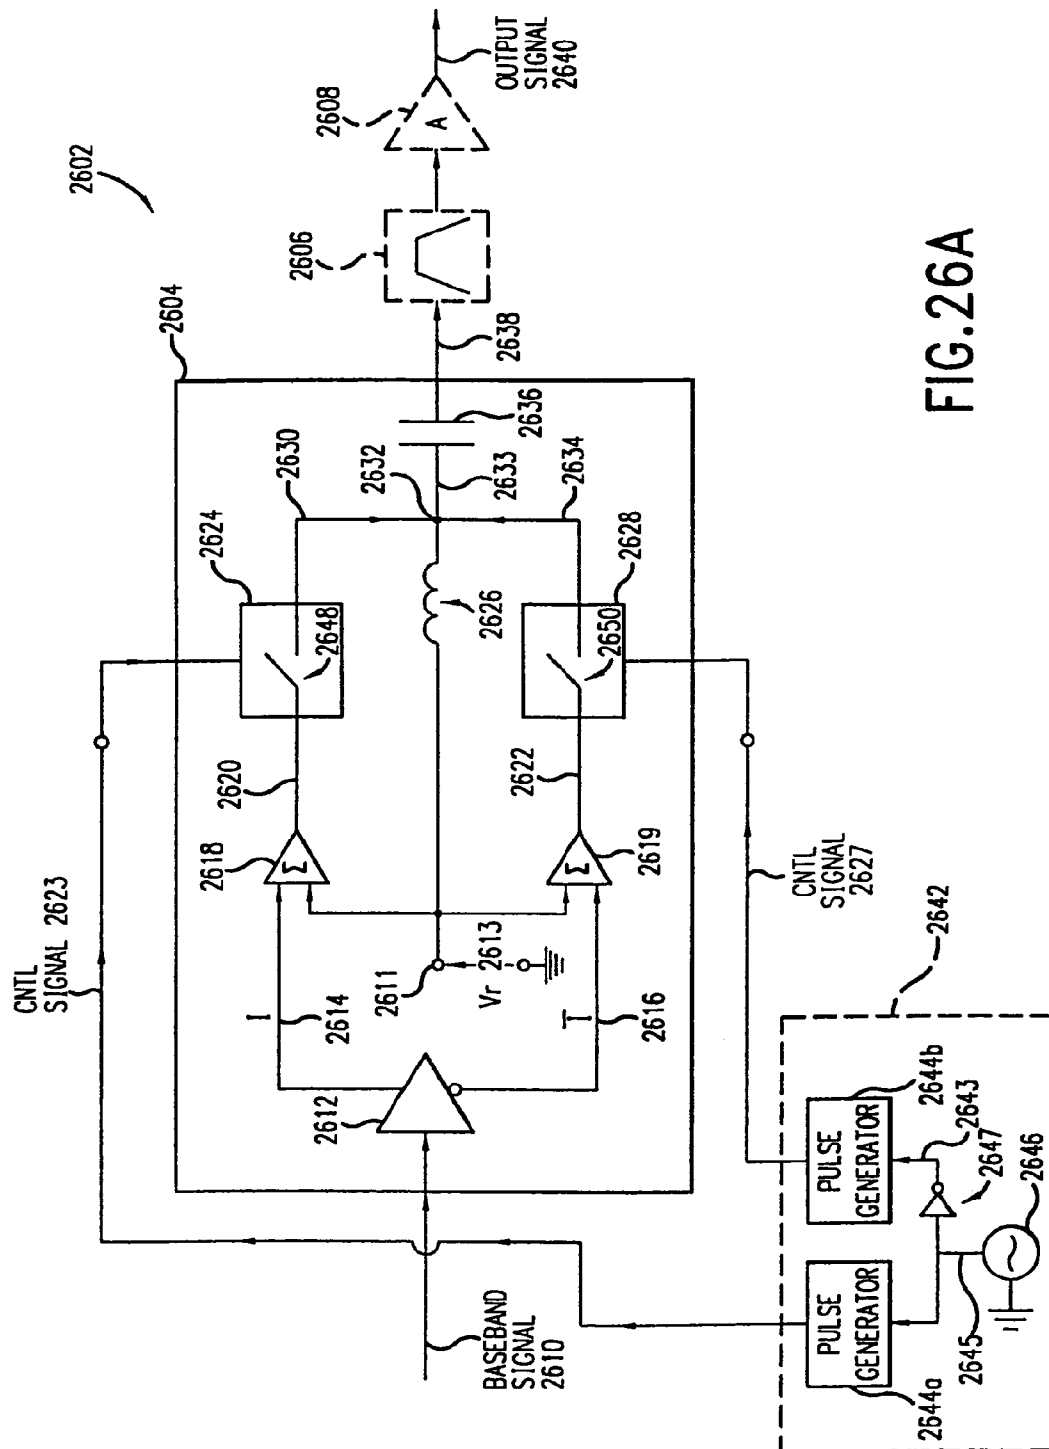 2602
2604
2606
2608
A
OUTPUT
SIGNAL
2640
2638
2636
2630
2632
2633
2634
2624
2648
2626
2628
2650
2620
2622
2618
Σ
2619
Σ
CNTL
SIGNAL 2623
I
2614
2611
Vr
2613
I
2616
2612
BASEBAND
SIGNAL
2610
CNTL
SIGNAL
2627
2642
PULSE
GENERATOR
2644a
PULSE
GENERATOR
2644b
2643
2647
2645
2646
FIG.26A